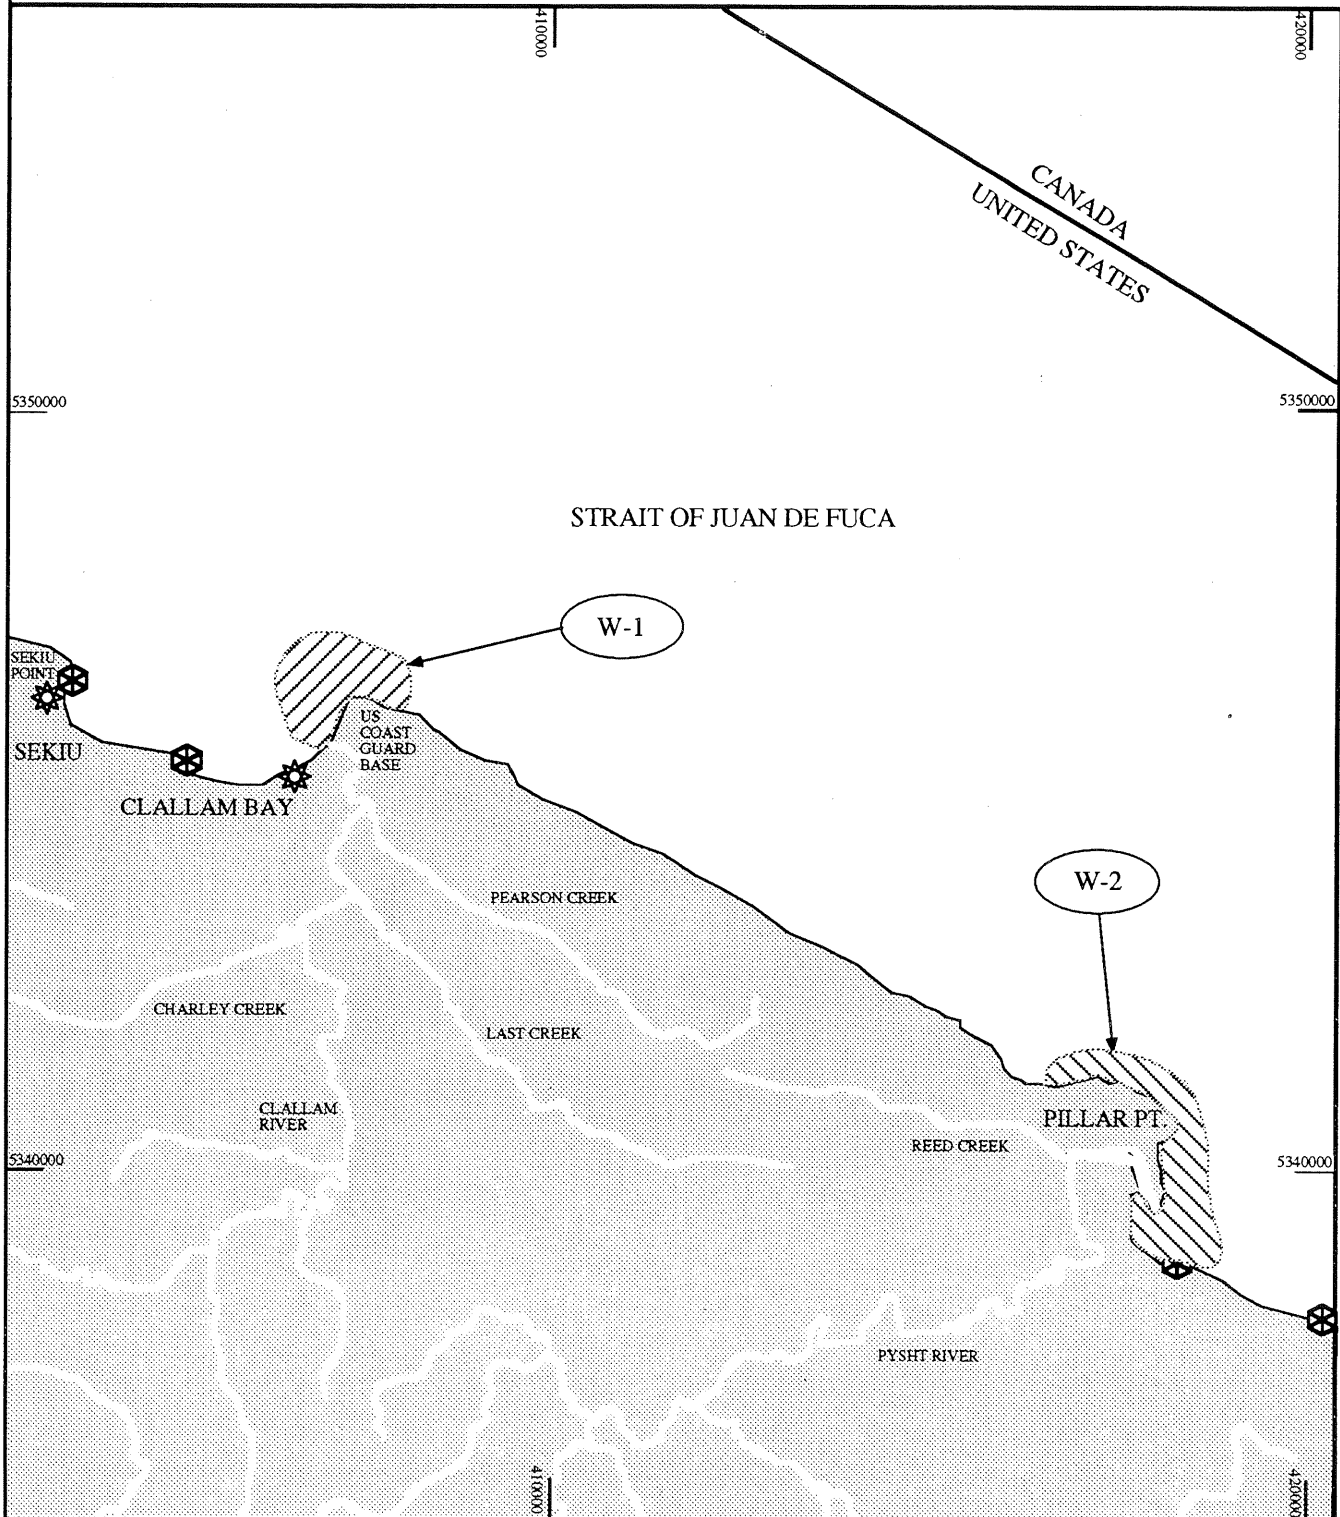 410000
420000
CANADA
UNITED STATES
5350000
5350000
STRAIT OF JUAN DE FUCA
W-1
SEKIU
POINT
US
COAST
GUARD
BASE
SEKIU
CLALLAM BAY
W-2
PEARSON CREEK
CHARLEY CREEK
LAST CREEK
CLALLAM
RIVER
PILLAR PT.
REED CREEK
5340000
5340000
PYSHT RIVER
410000
420000